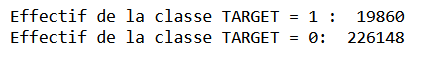 Effectif de la classe TARGET = 1 :  19860
Effectif de la classe TARGET = 0:  226148